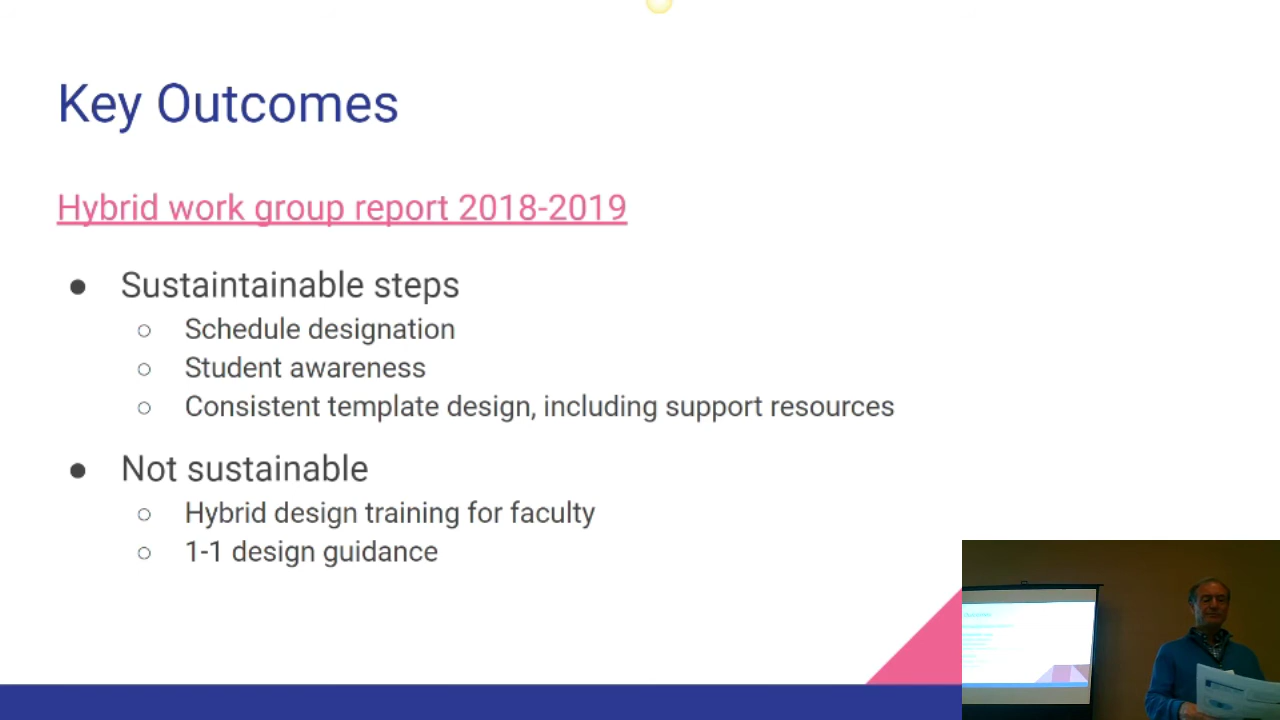 Key Outcomes
Hybrid work group report 2018-2019
● Sustaintainable steps
○ Schedule designation
○ Student awareness
○ Consistent template design, including support resources
● Not sustainable
○ Hybrid design training for faculty
○ 1-1 design guidance